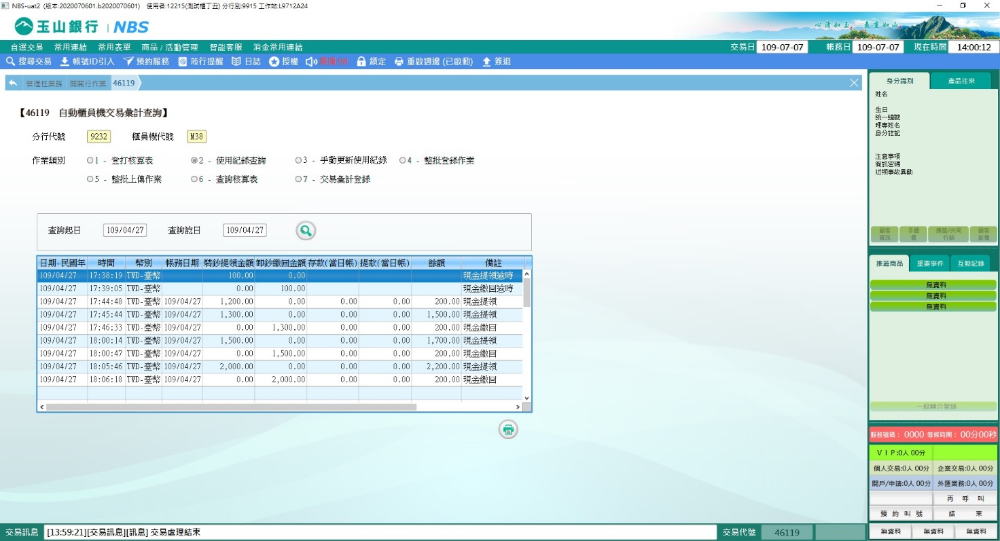 NBS-uat2 (版本:2020070601.b2020070601) 使用者:12215(測試櫃丁丑) 分行別:9915 工作站:L9712A24
玉山銀行 NBS
心清如玉 義重如山
自選交易 常用連結 常用表單 商品/活動管理 智能客服 消金常用連結 交易日 109-07-07 帳務日 109-07-07 現在時間 14:00:12
搜尋交易 帳號ID引入 預約服務 蒞行提醒 日誌 授權 廣播:98 鎖定 重啟週邊 (已啟動) 簽退
管理性業務 開關行作業 46119
【46119 自動櫃員機交易彙計查詢】
分行代號 9232 櫃員機代號 N38
作業類別 1 - 登打核算表 2 - 使用紀錄查詢 3 - 手動更新使用紀錄 4 - 整批登錄作業
5 - 整批上傳作業 6 - 查詢核算表 7 - 交易彙計登錄
查詢起日 109/04/27 查詢訖日 109/04/27
日期-民國年 時間 幣別 帳務日期 裝鈔提領金額 卸鈔繳回金額 存款(當日帳) 提款(當日帳) 餘額 備註
109/04/27 17:38:19 TWD-臺幣 100.00 0.00 現金提領逾時
109/04/27 17:39:05 TWD-臺幣 0.00 100.00 現金繳回逾時
109/04/27 17:44:48 TWD-臺幣 109/04/27 1,200.00 0.00 0.00 0.00 200.00 現金提領
109/04/27 17:45:44 TWD-臺幣 109/04/27 1,300.00 0.00 0.00 0.00 1,500.00 現金提領
109/04/27 17:46:33 TWD-臺幣 109/04/27 0.00 1,300.00 0.00 0.00 200.00 現金繳回
109/04/27 18:00:14 TWD-臺幣 109/04/27 1,500.00 0.00 0.00 0.00 1,700.00 現金提領
109/04/27 18:00:47 TWD-臺幣 109/04/27 0.00 1,500.00 0.00 0.00 200.00 現金繳回
109/04/27 18:05:46 TWD-臺幣 109/04/27 2,000.00 0.00 0.00 0.00 2,200.00 現金提領
109/04/27 18:06:18 TWD-臺幣 109/04/27 0.00 2,000.00 0.00 0.00 200.00 現金繳回
身分識別 產品往來
姓名
生日
統一編號
理專姓名
身分註記
注意事項
簡訊密碼
近期事故異動
顧客資訊 行銷 顧客影像
推薦商品 重要事件 互動記錄
無資料
無資料
無資料
一般轉介登錄
服務號碼: 0000 等候時間: 00分00秒
VIP:0人 00分
個人交易:0人 00分 企業交易:0人 00分
開戶/申請:0人 00分 外匯業務:0人 00分
再 呼 叫
預 約 叫 號 結 束
無資料 無資料 無資料
交易訊息 [13:59:21][交易訊息][訊息] 交易處理結束 交易代號 46119